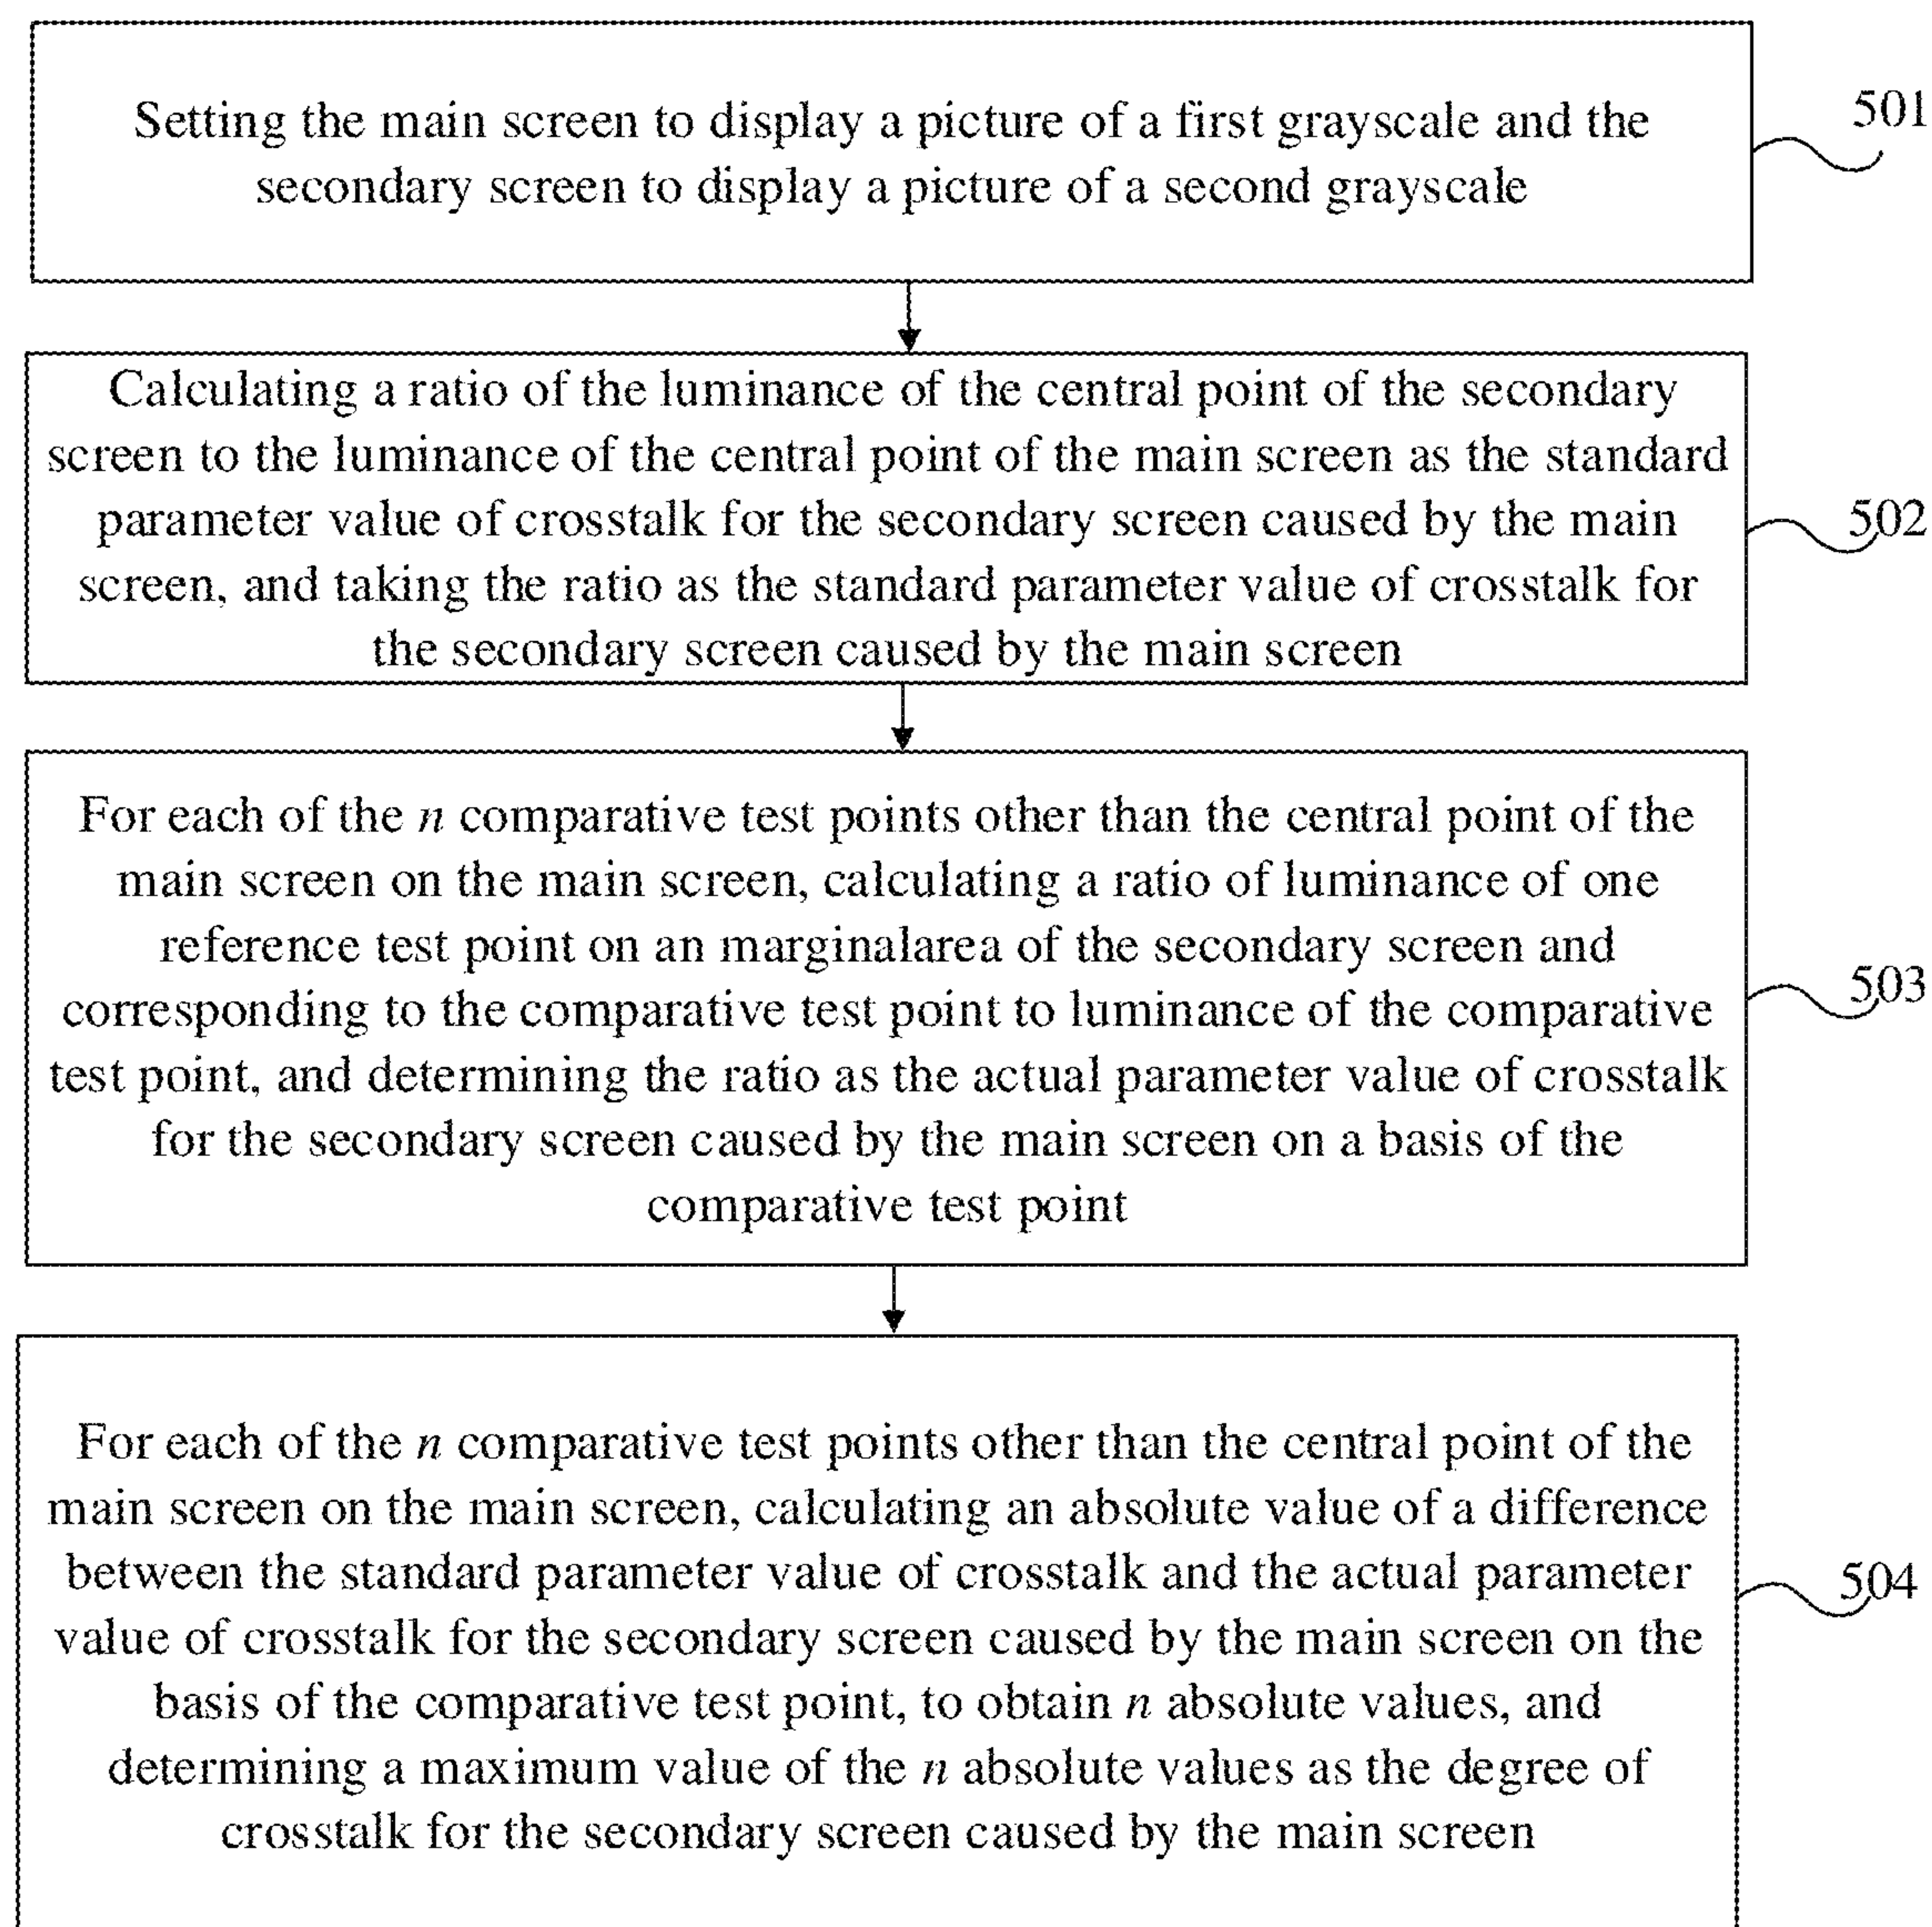 Setting the main screen to display a picture of a first grayscale and the
secondary screen to display a picture of a second grayscale
501
Calculating a ratio of the luminance of the central point of the secondary
screen to the luminance of the central point of the main screen as the standard
parameter value of crosstalk for the secondary screen caused by the main
screen, and taking the ratio as the standard parameter value of crosstalk for
the secondary screen caused by the main screen
502
For each of the n comparative test points other than the central point of the
main screen on the main screen, calculating a ratio of luminance of one
reference test point on an marginalarea of the secondary screen and
corresponding to the comparative test point to luminance of the comparative
test point, and determining the ratio as the actual parameter value of crosstalk
for the secondary screen caused by the main screen on a basis of the
comparative test point
503
For each of the n comparative test points other than the central point of the
main screen on the main screen, calculating an absolute value of a difference
between the standard parameter value of crosstalk and the actual parameter
value of crosstalk for the secondary screen caused by the main screen on the
basis of the comparative test point, to obtain n absolute values, and
determining a maximum value of the n absolute values as the degree of
crosstalk for the secondary screen caused by the main screen
504